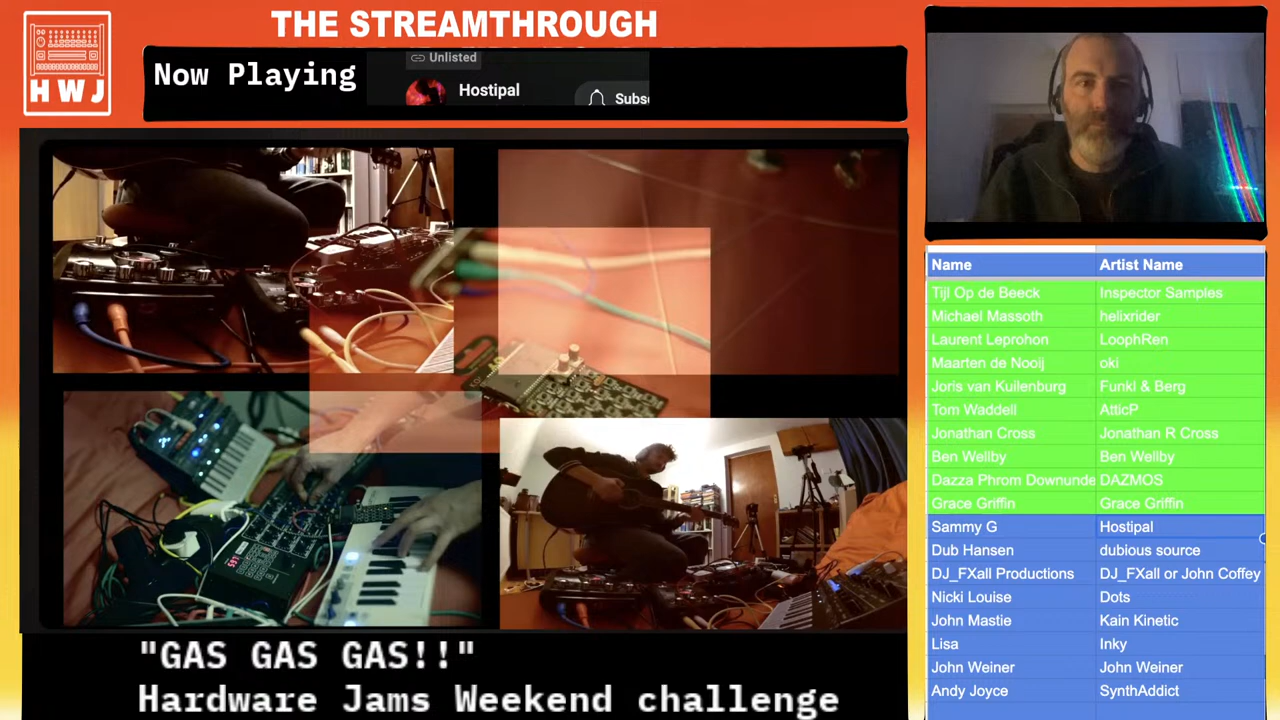 THE STREAMTHROUGH
HWJ
Now Playing
Unlisted
Hostipal
Subs
Name Artist Name
Tijl Op de Beeck Inspector Samples
Michael Massoth helixrider
Laurent Leprohon LoophRen
Maarten de Nooij oki
Joris van Kuilenburg Funkl & Berg
Tom Waddell AtticP
Jonathan Cross Jonathan R Cross
Ben Wellby Ben Wellby
Dazza Phrom Downunde DAZMOS
Grace Griffin Grace Griffin
Sammy G Hostipal
Dub Hansen dubious source
DJ_FXall Productions DJ_FXall or John Coffey
Nicki Louise Dots
John Mastie Kain Kinetic
Lisa Inky
John Weiner John Weiner
Andy Joyce SynthAddict
"GAS GAS GAS!!"
Hardware Jams Weekend challenge